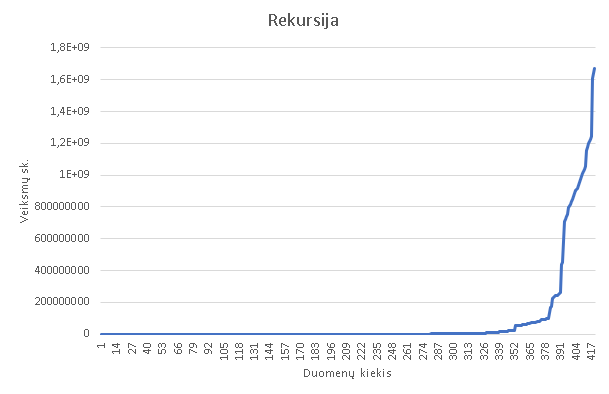 Rekursija
1,8E+09
1,6E+09
1,4E+09
1,2E+09
1E+09
800000000
600000000
400000000
200000000
0
Veiksmų sk.
1 14 27 40 53 66 79 92 105 118 131 144 157 170 183 196 209 222 235 248 261 274 287 300 313 326 339 352 365 378 391 404 417
Duomenų kiekis